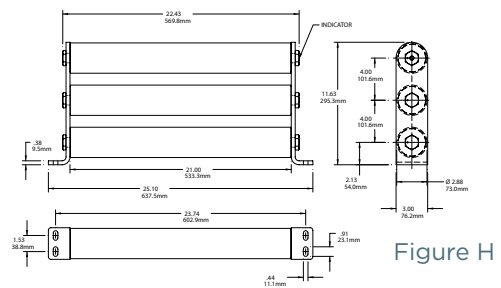 22.43
569.8mm
INDICATOR
4.00
101.6mm
11.63
295.3mm
4.00
101.6mm
.38
9.5mm
21.00
533.3mm
2.13
54.0mm
Ø 2.88
73.0mm
25.10
637.5mm
3.00
76.2mm
23.74
602.9mm
1.53
38.8mm
.91
23.1mm
.44
11.1mm
Figure H